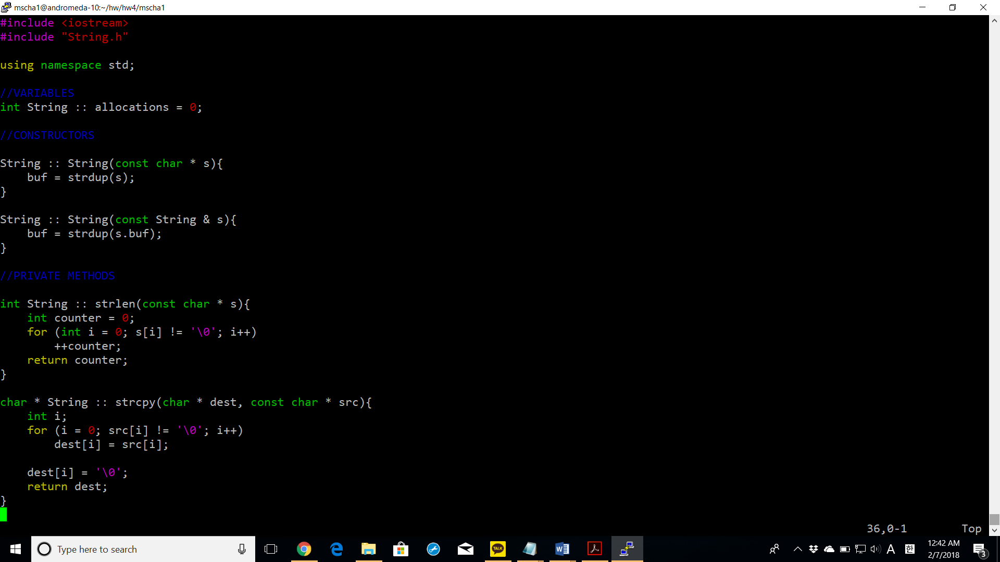 mscha1@andromeda-10:~/hw/hw4/mscha1
#include <iostream>
#include "String.h"

using namespace std;

//VARIABLES
int String :: allocations = 0;

//CONSTRUCTORS

String :: String(const char * s){
    buf = strdup(s);
}

String :: String(const String & s){
    buf = strdup(s.buf);
}

//PRIVATE METHODS

int String :: strlen(const char * s){
    int counter = 0;
    for (int i = 0; s[i] != '\0'; i++)
        ++counter;
    return counter;
}

char * String :: strcpy(char * dest, const char * src){
    int i;
    for (i = 0; src[i] != '\0'; i++)
        dest[i] = src[i];

    dest[i] = '\0';
    return dest;
}
36,0-1 Top
Type here to search
TALK
A 한
12:42 AM
2/7/2018
3